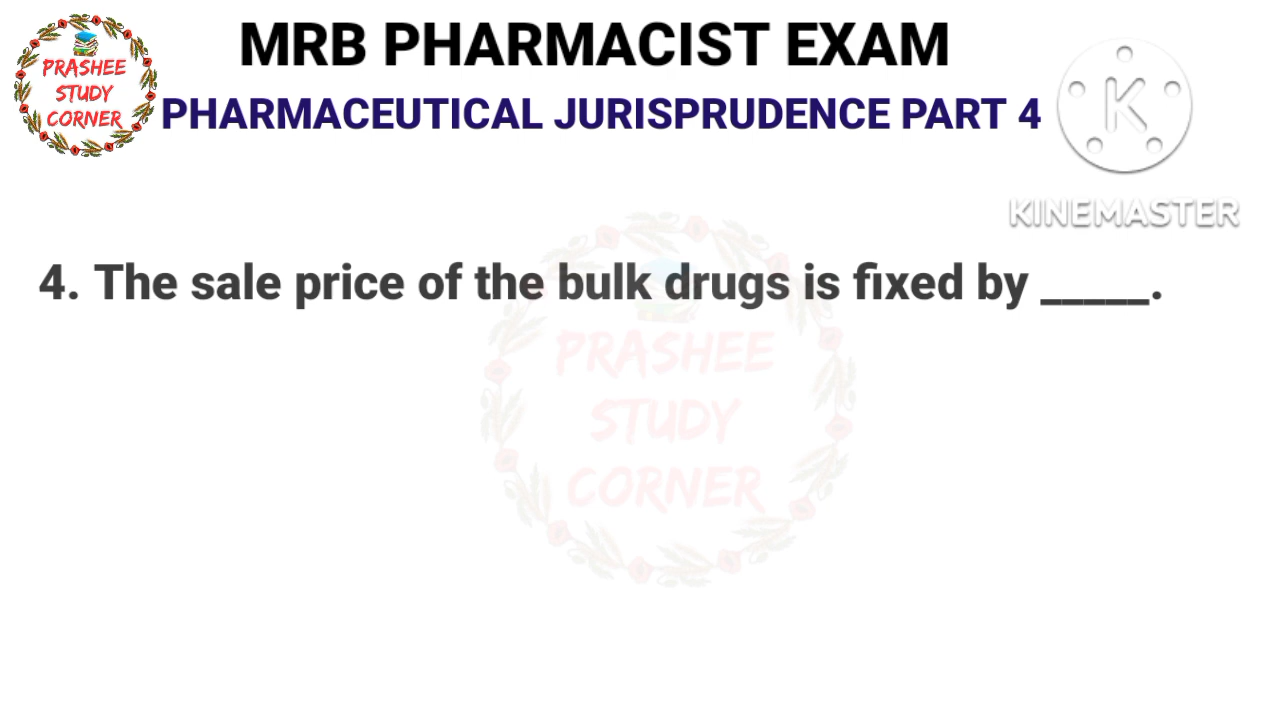 MRB PHARMACIST EXAM
PRASHEE
STUDY
CORNER
PHARMACEUTICAL JURISPRUDENCE PART 4
K
KINEMASTER
4. The sale price of the bulk drugs is fixed by _____.
PRASHEE
STUDY
CORNER